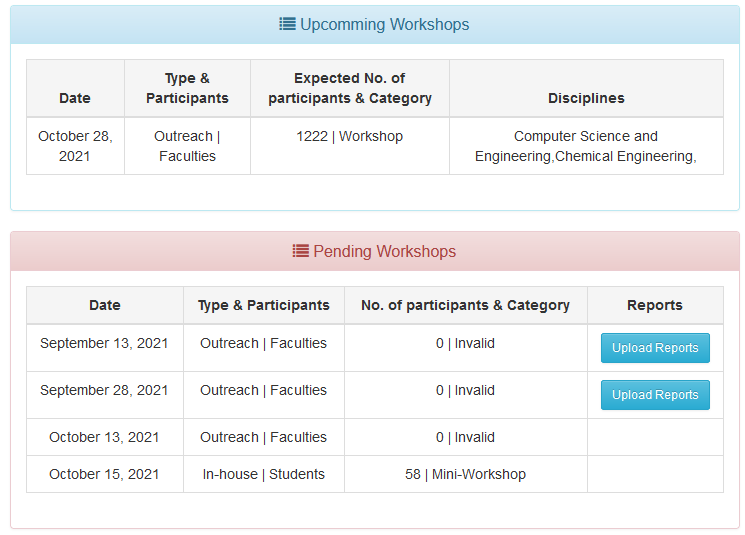 Upcomming Workshops
Date
Type &
Participants
Expected No. of
participants & Category
Disciplines
October 28,
2021
Outreach |
Faculties
1222 | Workshop
Computer Science and
Engineering,Chemical Engineering,
Pending Workshops
Date Type & Participants No. of participants & Category Reports
September 13, 2021 Outreach | Faculties 0 | Invalid Upload Reports
September 28, 2021 Outreach | Faculties 0 | Invalid Upload Reports
October 13, 2021 Outreach | Faculties 0 | Invalid
October 15, 2021 In-house | Students 58 | Mini-Workshop